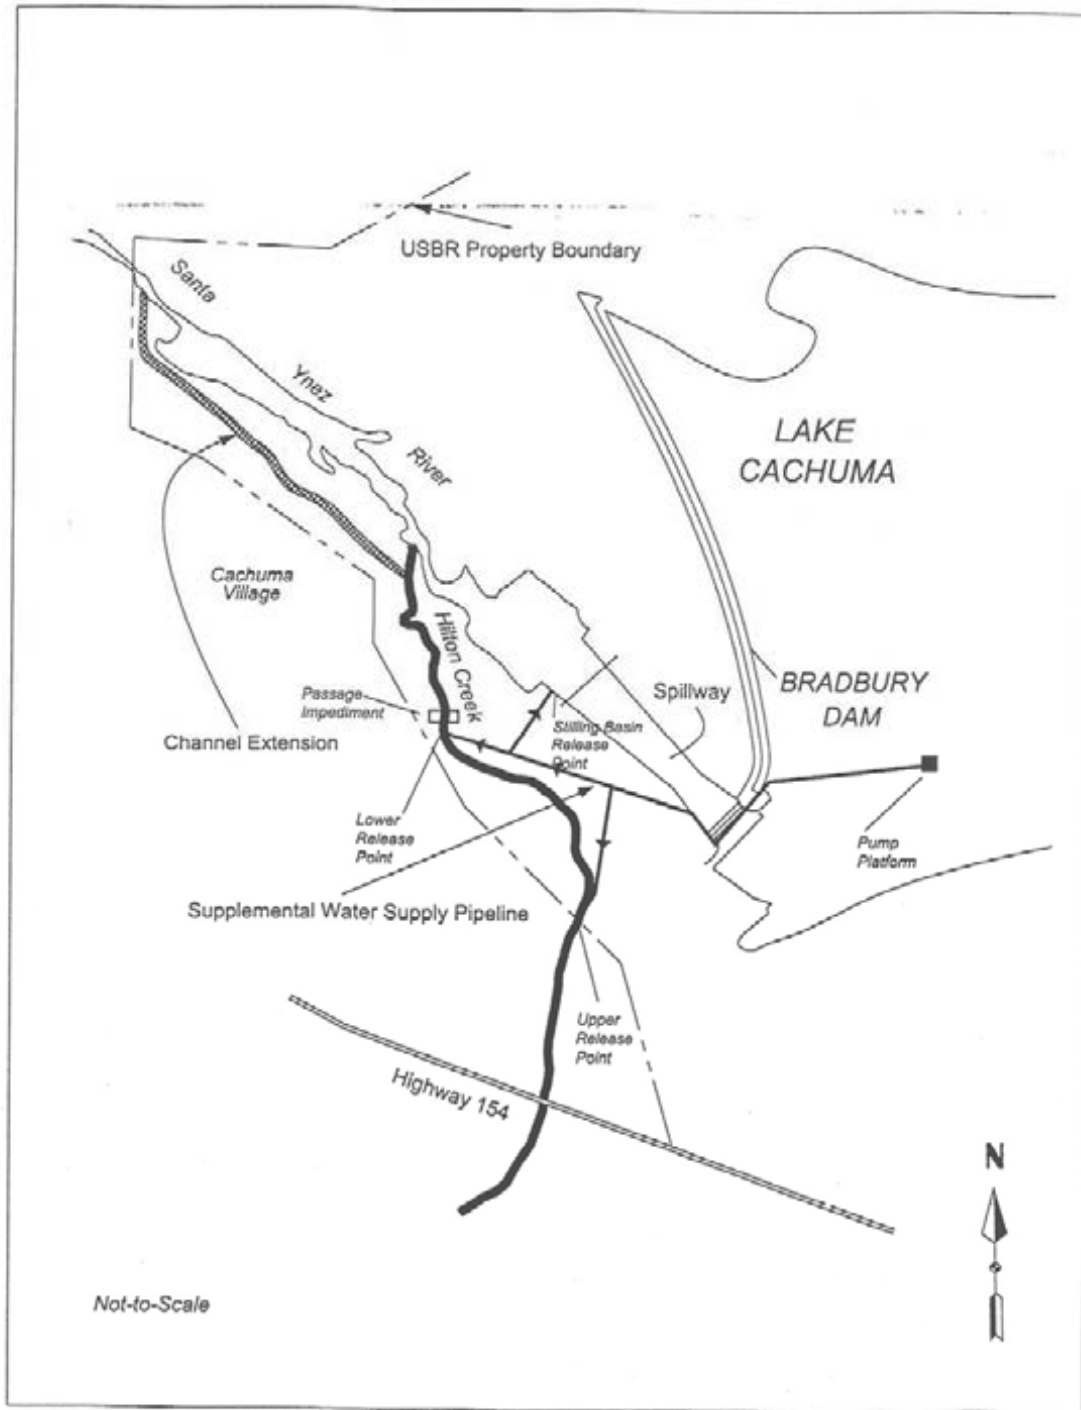 USBR Property Boundary
Santa
Ynez
River
LAKE
CACHUMA
Cachuma
Village
Hilton Creek
Passage
Impediment
Spillway
BRADBURY
DAM
Stilling Basin
Release
Point
Channel Extension
Lower
Release
Point
Pump
Platform
Supplemental Water Supply Pipeline
Upper
Release
Point
Highway 154
N
Not-to-Scale